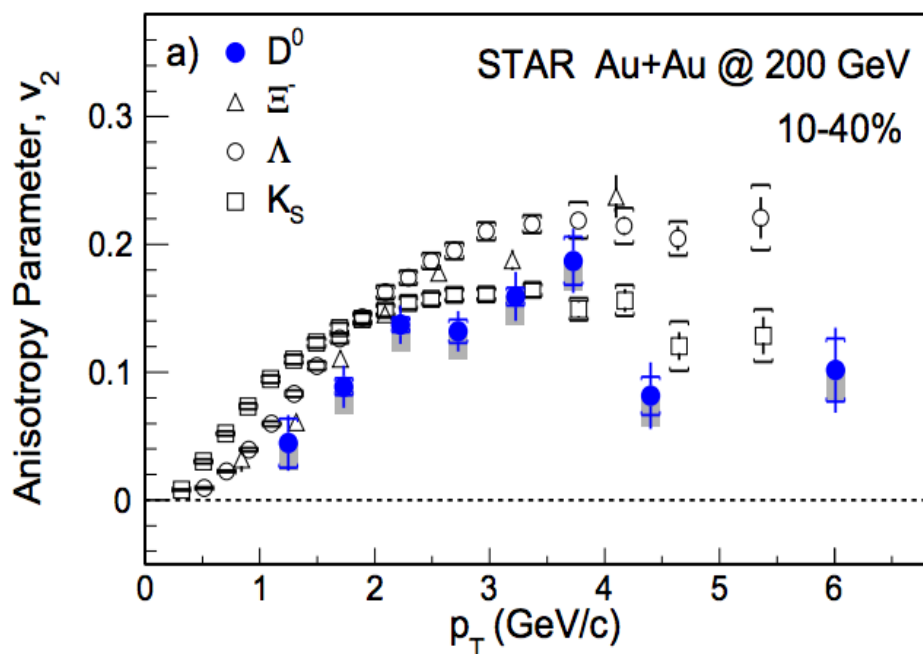 a)
D⁰
Ξ⁻
Λ
K_S
STAR Au+Au @ 200 GeV
10-40%
Anisotropy Parameter, v₂
0.3
0.2
0.1
0
0 1 2 3 4 5 6
p_T (GeV/c)